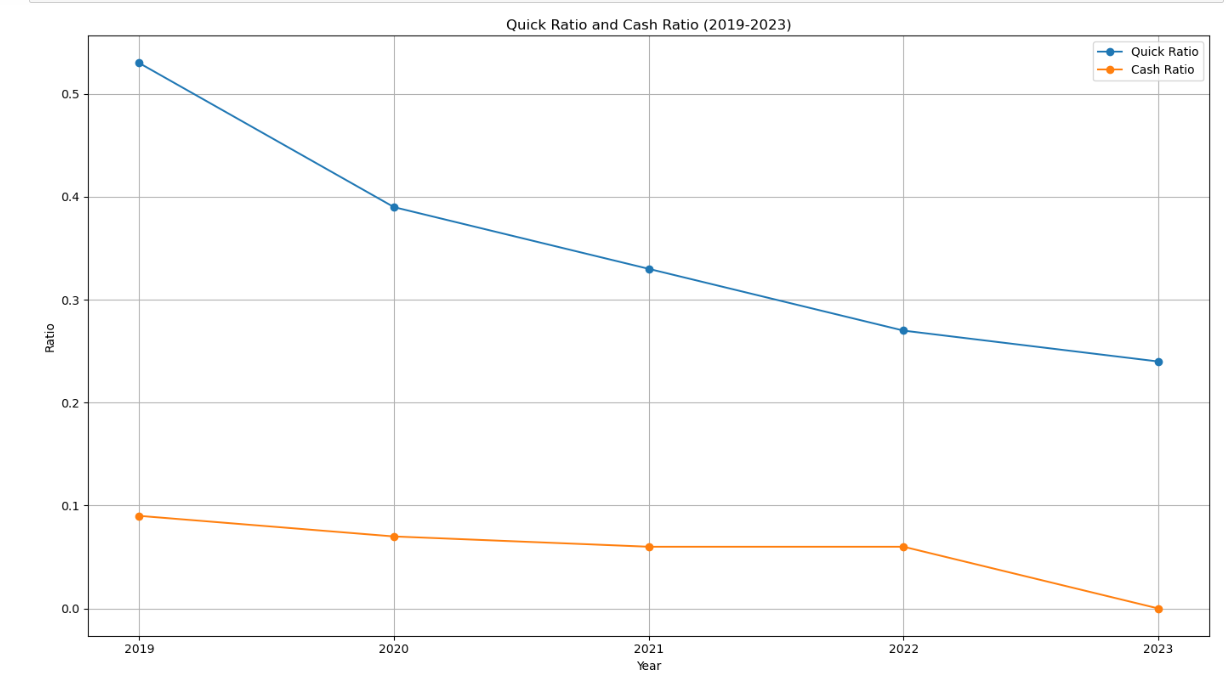 Quick Ratio and Cash Ratio (2019-2023)
Quick Ratio
Cash Ratio
0.5
0.4
0.3
0.2
0.1
0.0
Ratio
2019 2020 2021 2022 2023
Year